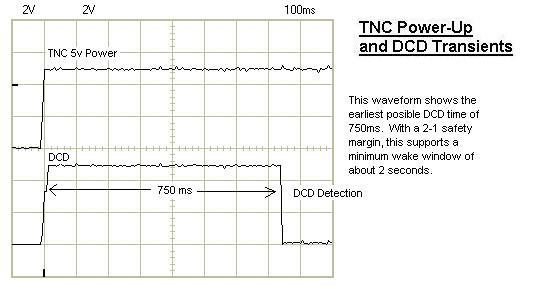 2V 2V 100ms
TNC Power-Up
and DCD Transients
TNC 5v Power
This waveform shows the
earliest posible DCD time of
750ms. With a 2-1 safety
margin, this supports a
minimum wake window of
about 2 seconds.
DCD
750 ms
DCD Detection